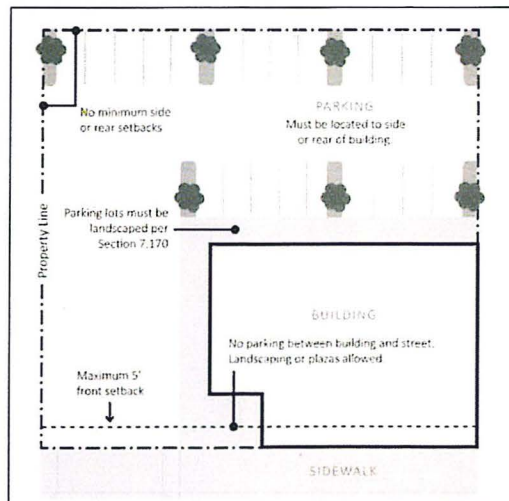 No minimum side
or rear setbacks
PARKING
Must be located to side
or rear of building
Parking lots must be
landscaped per
Section 7.170
Property Line
BUILDING
No parking between building and street.
Landscaping or plazas allowed
Maximum 5'
front setback
SIDEWALK